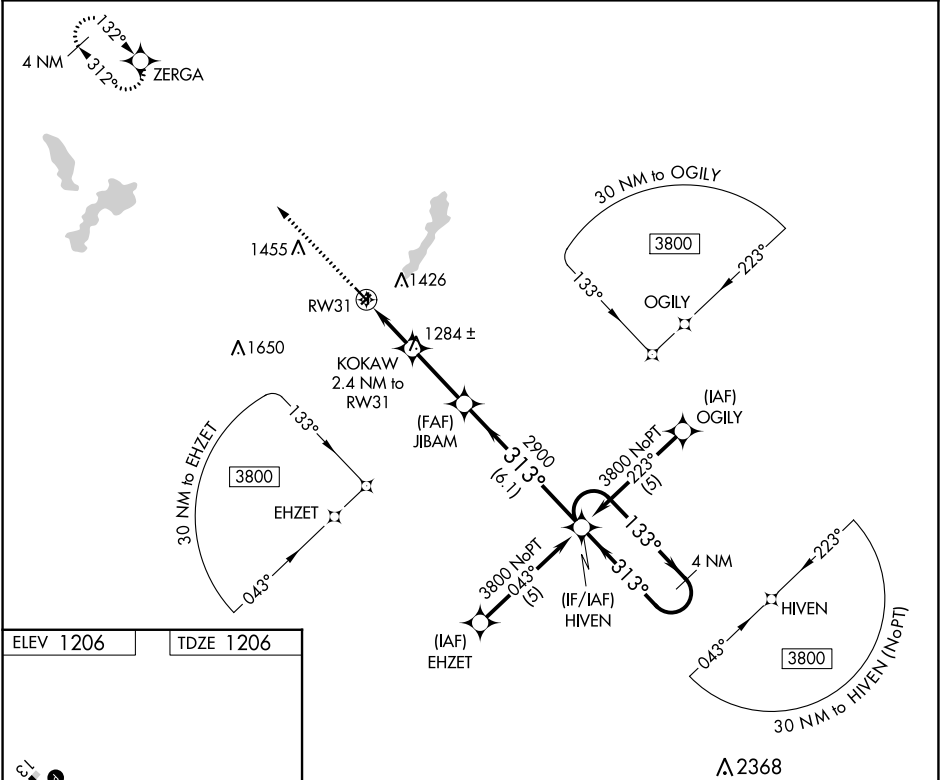 132°
4 NM
312°
ZERGA
30 NM to OGILY
3800
133°
223°
OGILY
1455
1426
RW31
1284 ±
1650
KOKAW
2.4 NM to
RW31
(FAF)
JIBAM
(IAF)
OGILY
30 NM to EHZET
3800
133°
EHZET
043°
2900
313°
(6.1)
3800 NoPT
223°
(5)
133°
4 NM
313°
3800 NoPT
043°
(5)
(IF/IAF)
HIVEN
(IAF)
EHZET
223°
HIVEN
043°
3800
30 NM to HIVEN (NoPT)
2368
ELEV 1206
TDZE 1206
13